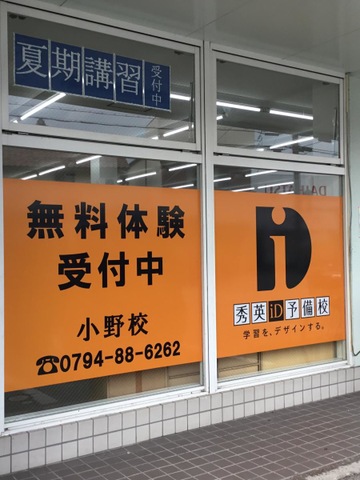 夏期講習受付中
無料体験
受付中
小野校
☎0794-88-6262
iD
秀英iD予備校
学習を、デザインする。